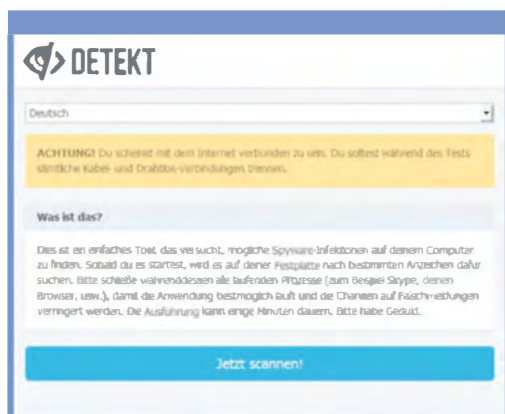 DETEKT
Deutsch
ACHTUNG! Du scheinst mit dem Internet verbunden zu sein. Du solltest während des Tests
sämtliche Kabel- und Drahtlos-Verbindungen trennen.
Was ist das?
Dies ist ein einfaches Tool, das versucht, mögliche Spyware-Infektionen auf deinem Computer
zu finden. Sobald du es startest, wird es auf deiner Festplatte nach bestimmten Anzeichen dafür
suchen. Bitte schließe währenddessen alle laufenden Prozesse (zum Beispiel Skype, deinen
Browser, usw.), damit die Anwendung bestmöglich läuft und die Chancen auf Falschmeldungen
verringert werden. Die Ausführung kann einige Minuten dauern. Bitte habe Geduld.
Jetzt scannen!